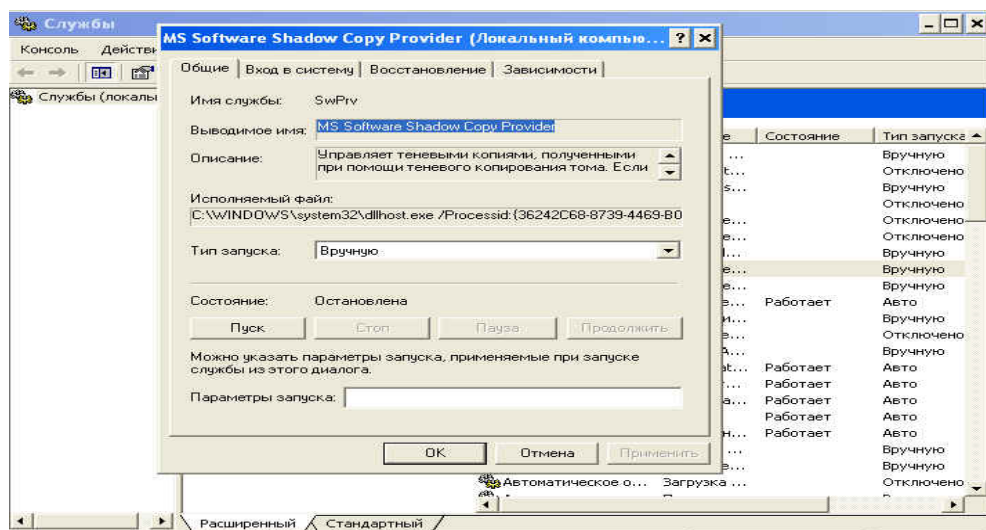 Службы
MS Software Shadow Copy Provider (Локальный компью...
Консоль Действи
Общие Вход в систему Восстановление Зависимости
Службы (локалы
Имя службы: SwPrv
Выводимое имя: MS Software Shadow Copy Provider
Описание: Управляет теневыми копиями, полученными
при помощи теневого копирования тома. Если
Исполняемый файл:
C:\WINDOWS\system32\dllhost.exe /Processid:{36242C68-8739-4469-B0
Тип запуска: Вручную
Состояние: Остановлена
Пуск Стоп Пауза Продолжить
Можно указать параметры запуска, применяемые при запуске
службы из этого диалога.
Параметры запуска:
OK Отмена Применить
е Состояние Тип запуска
... Вручную
t... Отключено
s... Вручную
Отключено
е... Отключено
е... Отключено
l... Вручную
е... Вручную
е... Вручную
е... Работает Авто
и... Вручную
е... Отключено
А... Вручную
at... Работает Авто
... Работает Авто
а... Работает Авто
Работает Авто
н... Работает Авто
... Вручную
е... Вручную
Автоматическое о... Загрузка ... Отключено
Расширенный Стандартный